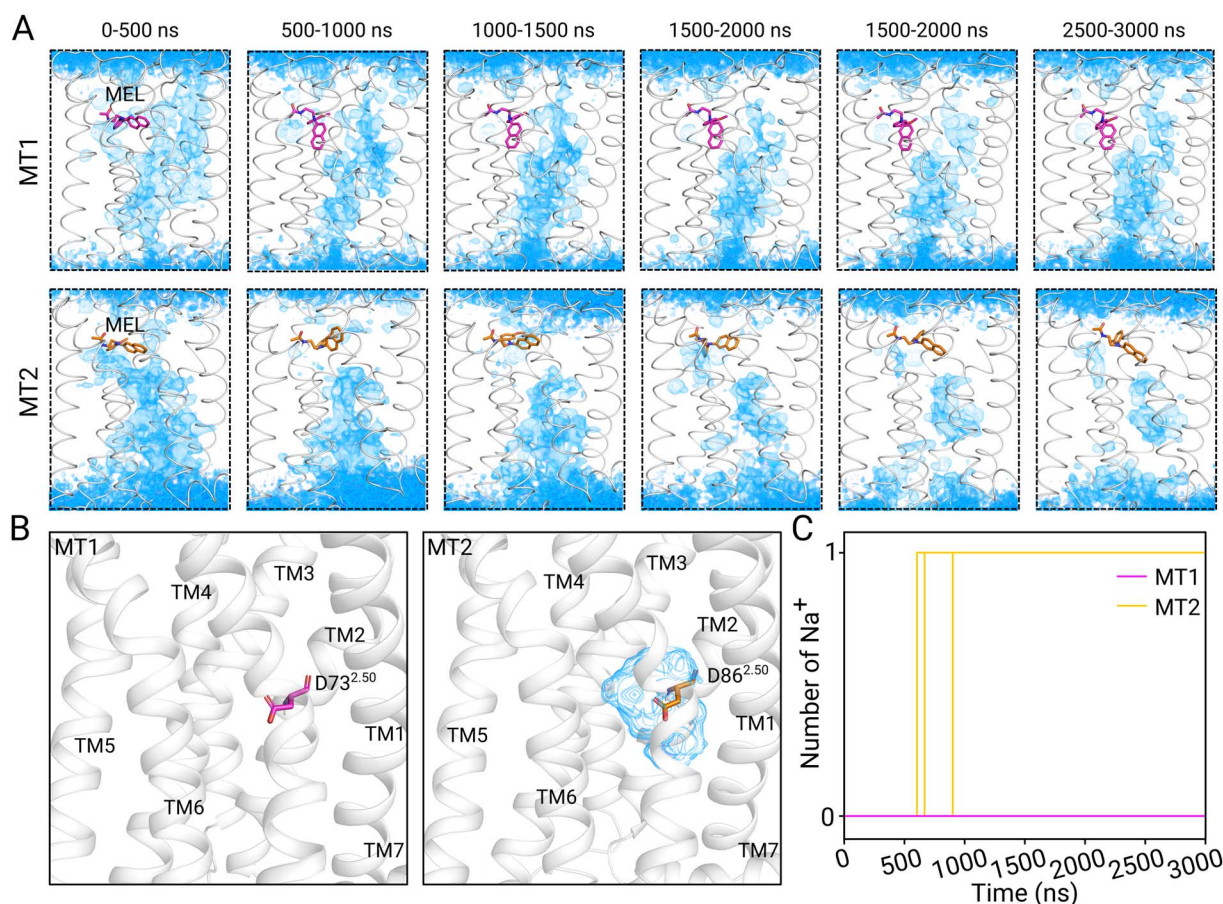 A
0-500 ns 500-1000 ns 1000-1500 ns 1500-2000 ns 1500-2000 ns 2500-3000 ns
MT1
MEL
MT2
MEL
B
MT1
TM3
TM4
TM2
D73^2.50
TM1
TM5
TM6
TM7
MT2
TM3
TM4
TM2
D86^2.50
TM1
TM5
TM6
TM7
C
Number of Na⁺
1
0
MT1
MT2
0 500 1000 1500 2000 2500 3000
Time (ns)